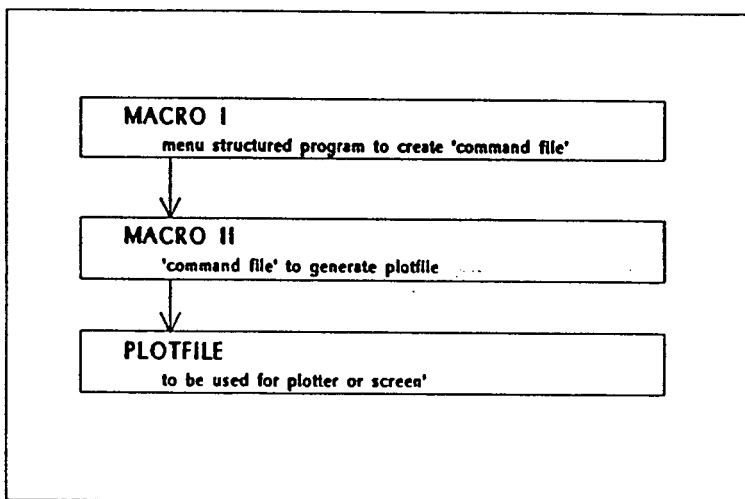 MACRO I
menu structured program to create 'command file'
MACRO II
'command file' to generate plotfile
PLOTFILE
to be used for plotter or screen'